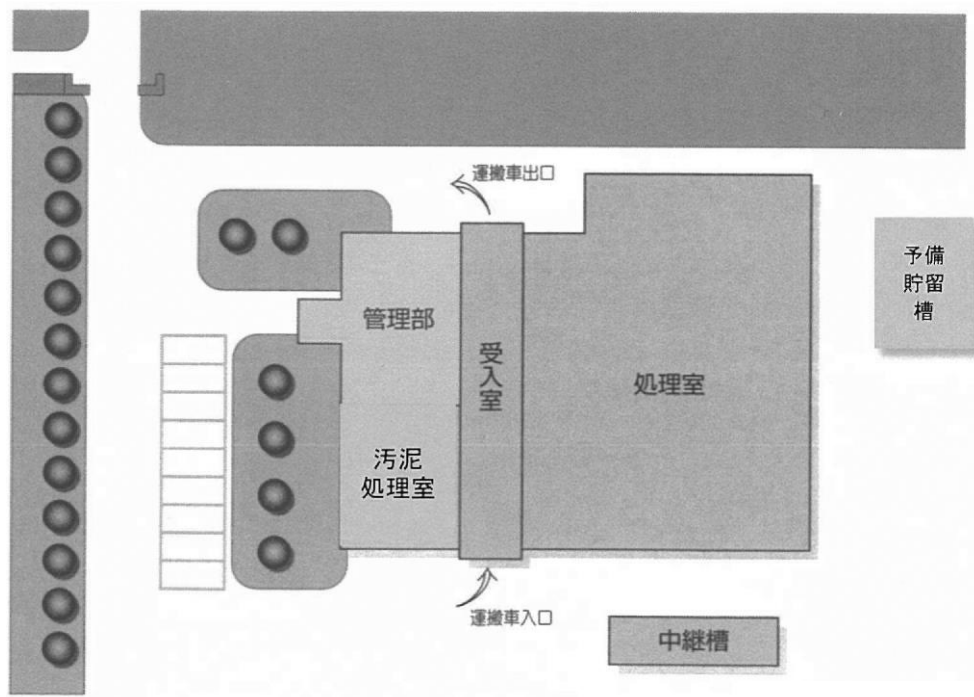 運搬車出口
予備
貯留
槽
管理部
受入室
処理室
汚泥
処理室
運搬車入口
中継槽